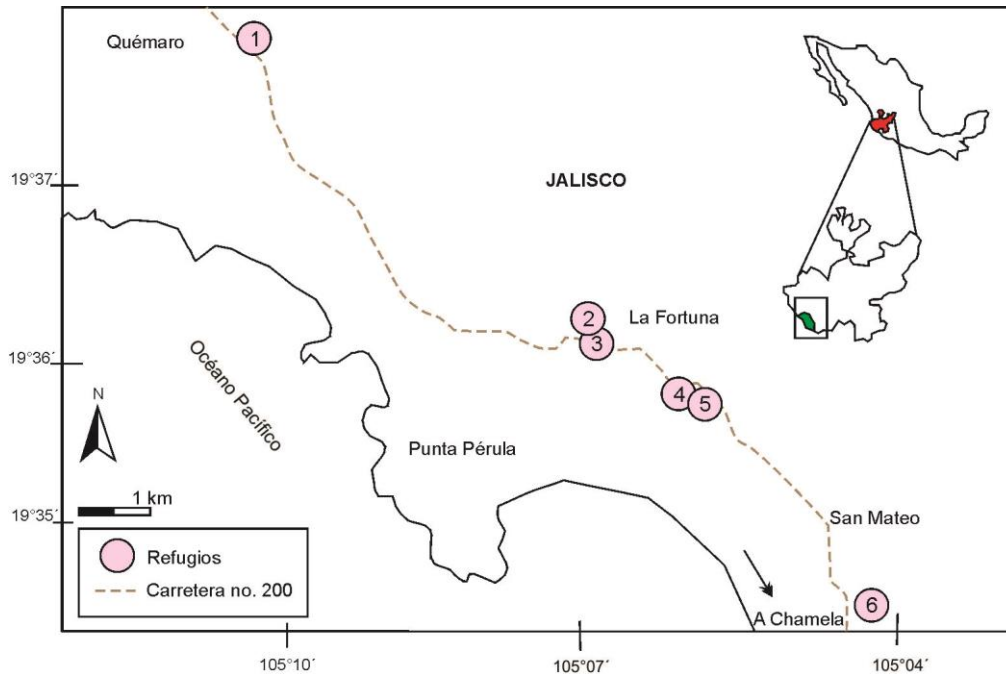 Quémaro
1
19°37´
JALISCO
2
La Fortuna
3
19°36´
4
5
Océano Pacífico
N
Punta Pérula
1 km
19°35´
San Mateo
Refugios
Carretera no. 200
6
A Chamela
105°10´
105°07´
105°04´